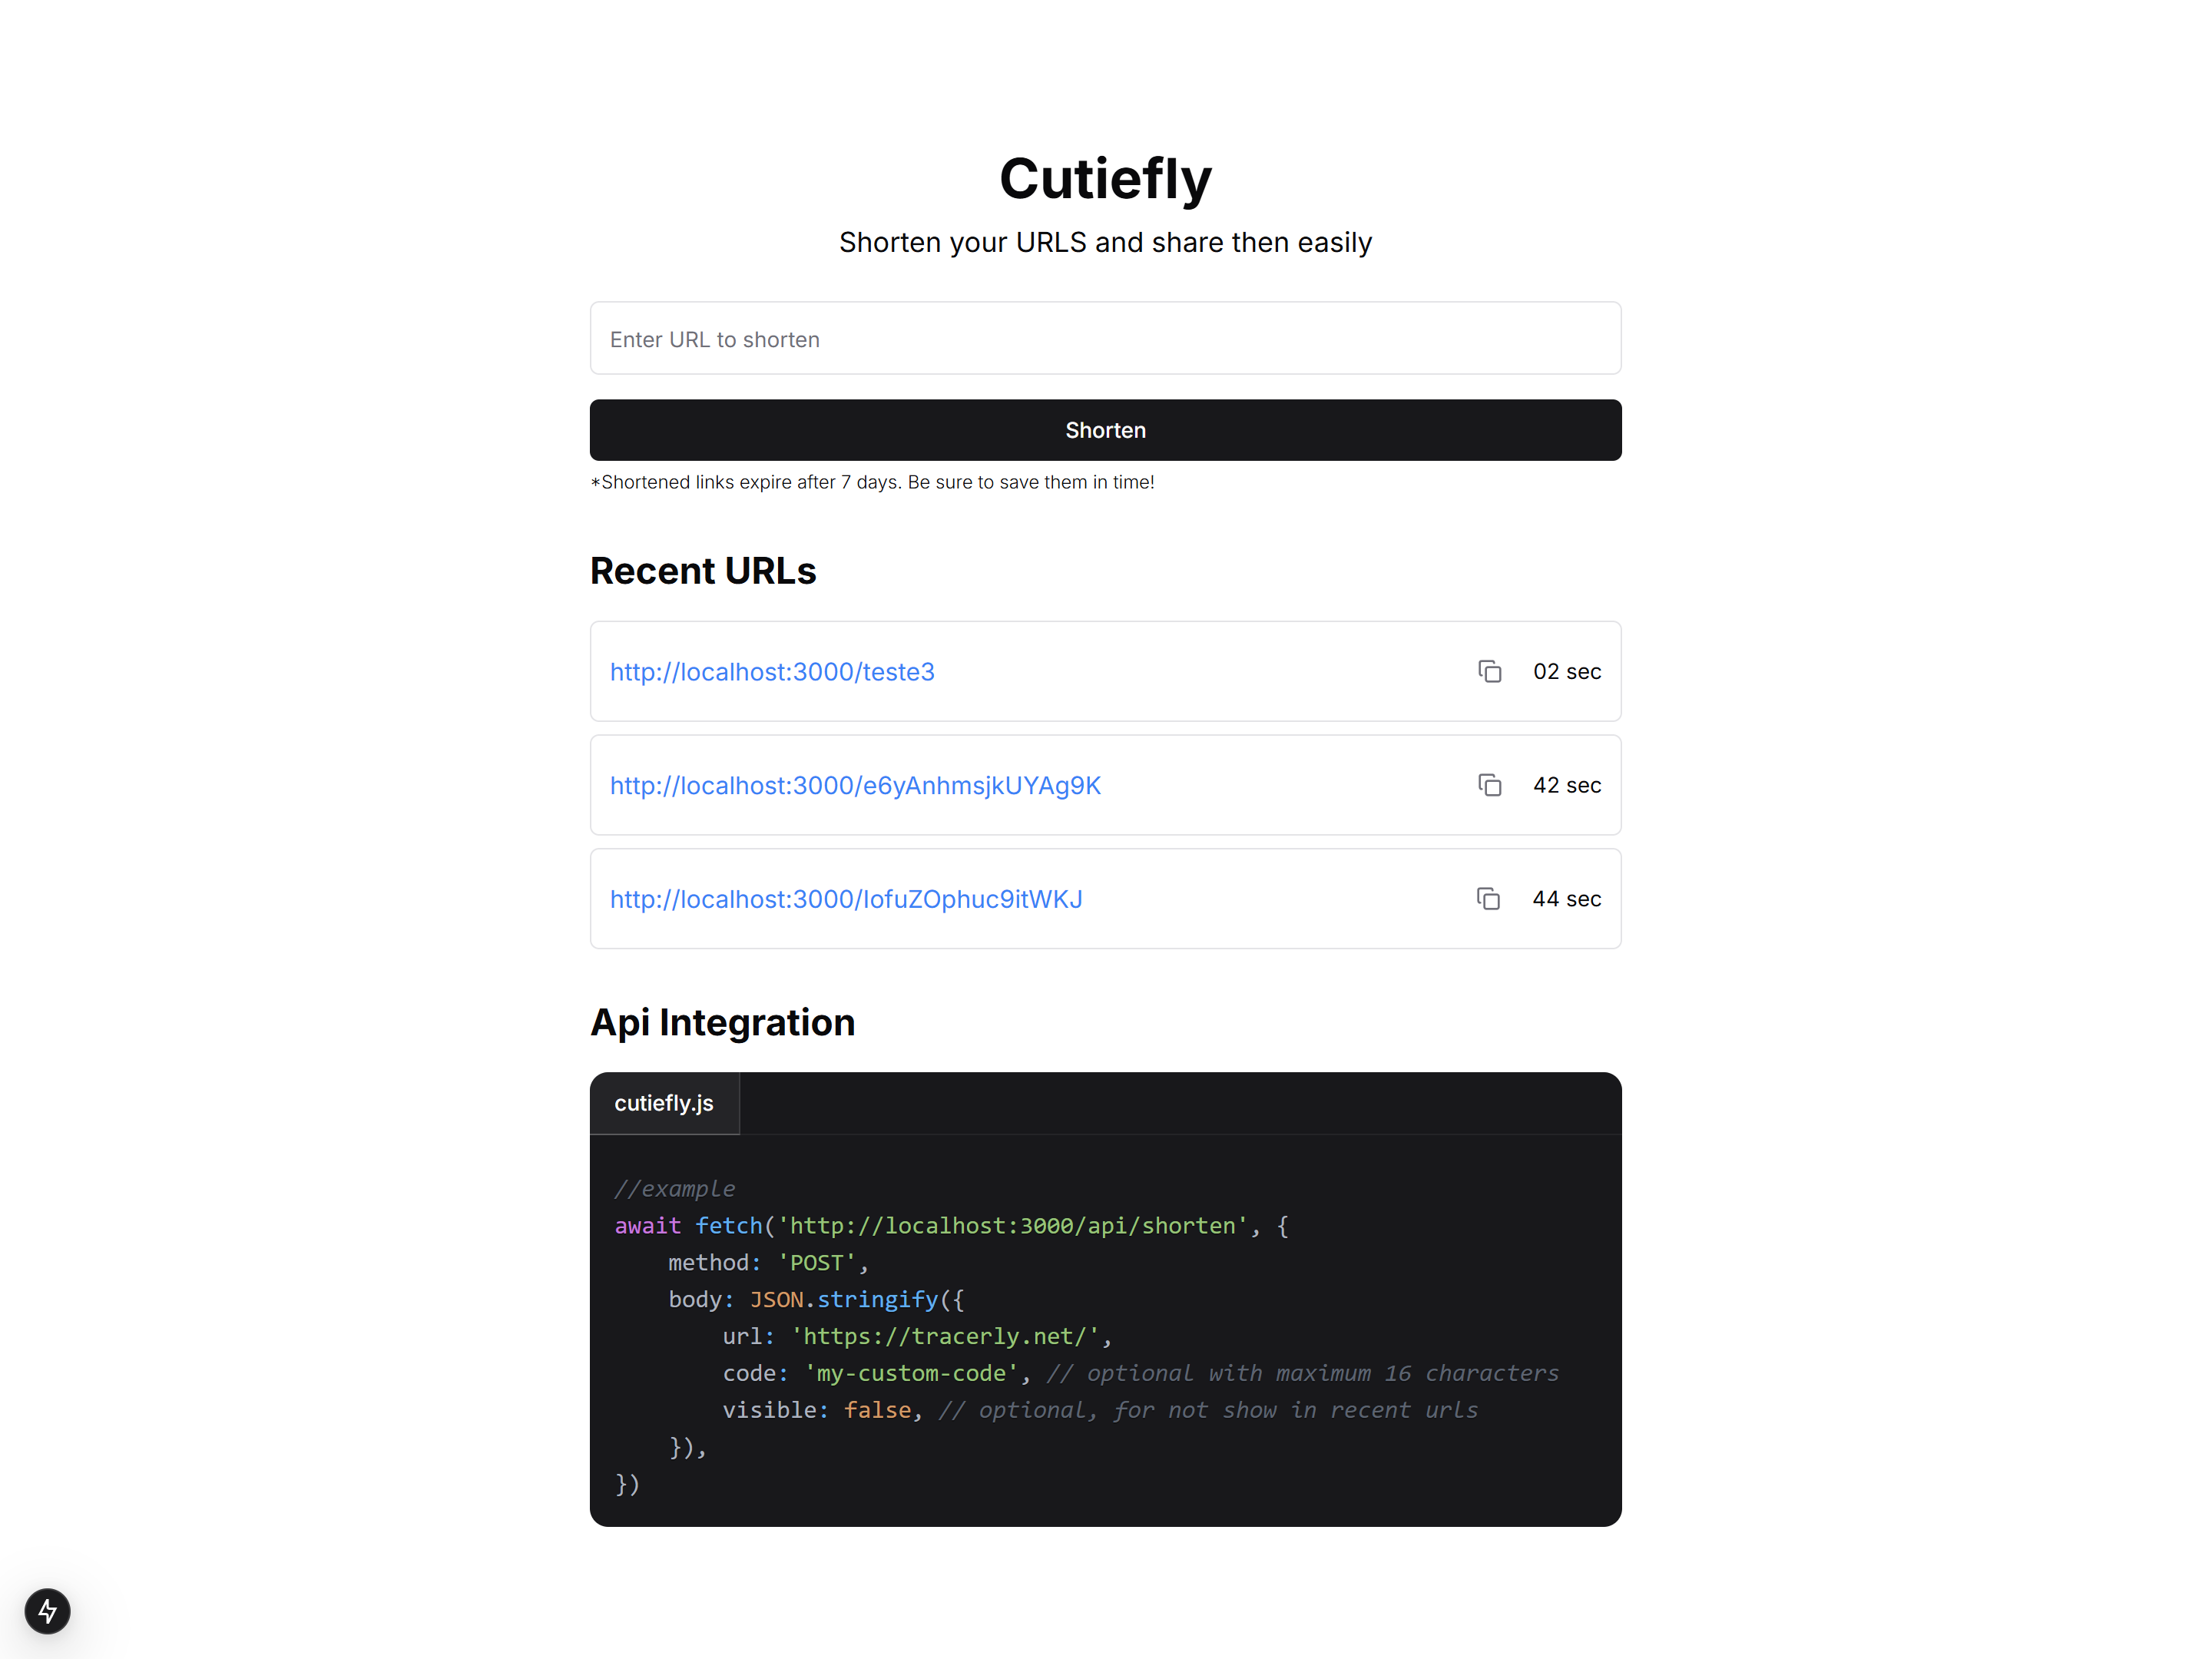 Cutiefly
Shorten your URLS and share then easily
Enter URL to shorten
Shorten
*Shortened links expire after 7 days. Be sure to save them in time!
Recent URLs
http://localhost:3000/teste3 02 sec
http://localhost:3000/e6yAnhmsjkUYAg9K 42 sec
http://localhost:3000/IofuZOphuc9itWKJ 44 sec
Api Integration
cutiefly.js
//example
await fetch('http://localhost:3000/api/shorten', {
    method: 'POST',
    body: JSON.stringify({
        url: 'https://tracerly.net/',
        code: 'my-custom-code', // optional with maximum 16 characters
        visible: false, // optional, for not show in recent urls
    }),
})